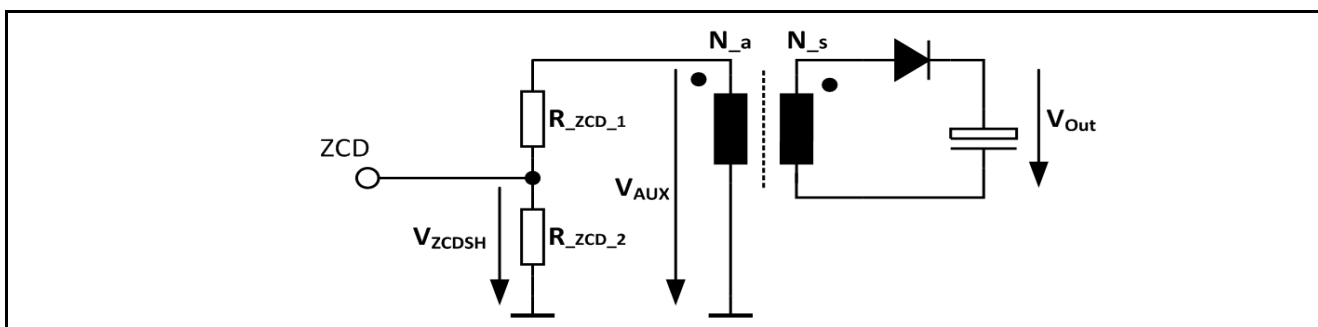 N_a
N_s
R_ZCD_1
ZCD
V_AUX
V_Out
V_ZCDSH
R_ZCD_2